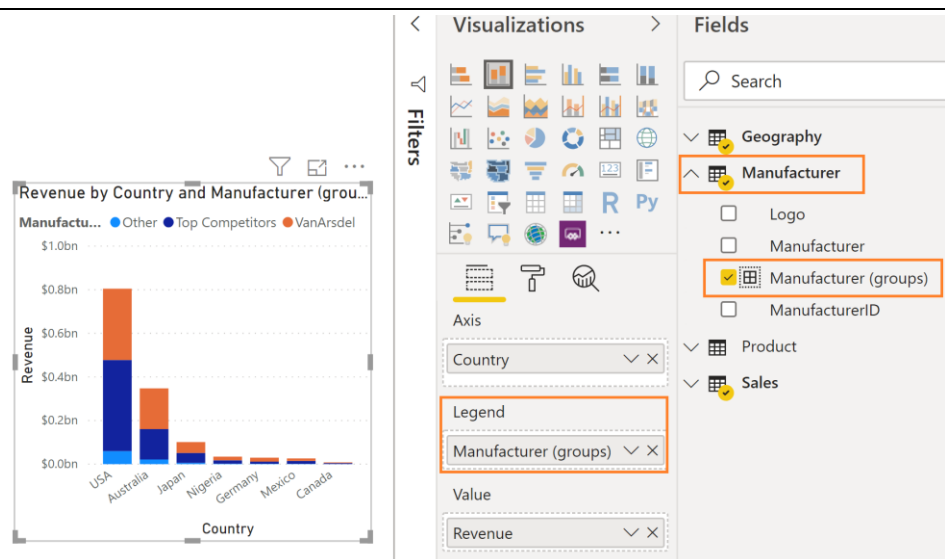 Visualizations
Fields
Search
Filters
Geography
Manufacturer
Logo
Manufacturer
Manufacturer (groups)
ManufacturerID
Product
Sales
123
R Py
Axis
Country
Legend
Manufacturer (groups)
Value
Revenue
Revenue by Country and Manufacturer (grou...
Manufactu... Other Top Competitors VanArsdel
$1.0bn
$0.8bn
$0.6bn
$0.4bn
$0.2bn
$0.0bn
Revenue
USA Australia Japan Nigeria Germany Mexico Canada
Country